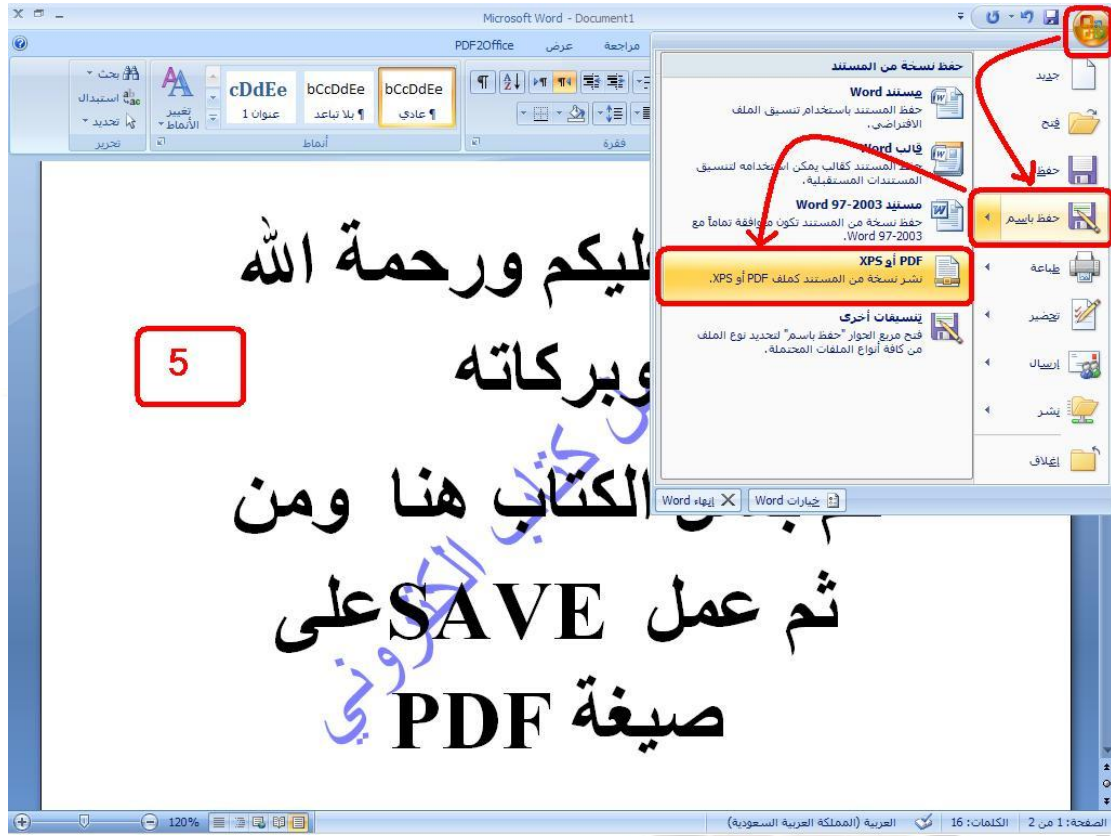 Microsoft Word - Document1
مراجعة
عرض
PDF2Office
جديد
فتح
حفظ
حفظ باسم
طباعة
تحضير
إرسال
نشر
إغلاق
حفظ نسخة من المستند
مستند Word
حفظ المستند باستخدام تنسيق الملف
الافتراضي.
قالب Word
حفظ المستند كقالب يمكن استخدامه لتنسيق
المستندات المستقبلية.
مستند Word 97-2003
حفظ نسخة من المستند تكون موافقة تماماً مع
Word 97-2003.
PDF أو XPS
نشر نسخة من المستند كملف PDF أو XPS.
تنسيقات أخرى
فتح مربع الحوار "حفظ باسم" لتحديد نوع الملف
من كافة أنواع الملفات المحتملة.
خيارات Word
إنهاء Word
فقرة
bCcDdEe
عادي
bCcDdEe
بلا تباعد
cDdEe
عنوان 1
تغيير
الأنماط
أنماط
بحث
استبدال
تحديد
تحرير
ورحمة الله
وبركاته
5
الكتاب هنا ومن
ثم عمل SAVE على
صيغة PDF
كتاب الكتروني
الصفحة: 1 من 2
الكلمات: 16
العربية (المملكة العربية السعودية)
120%